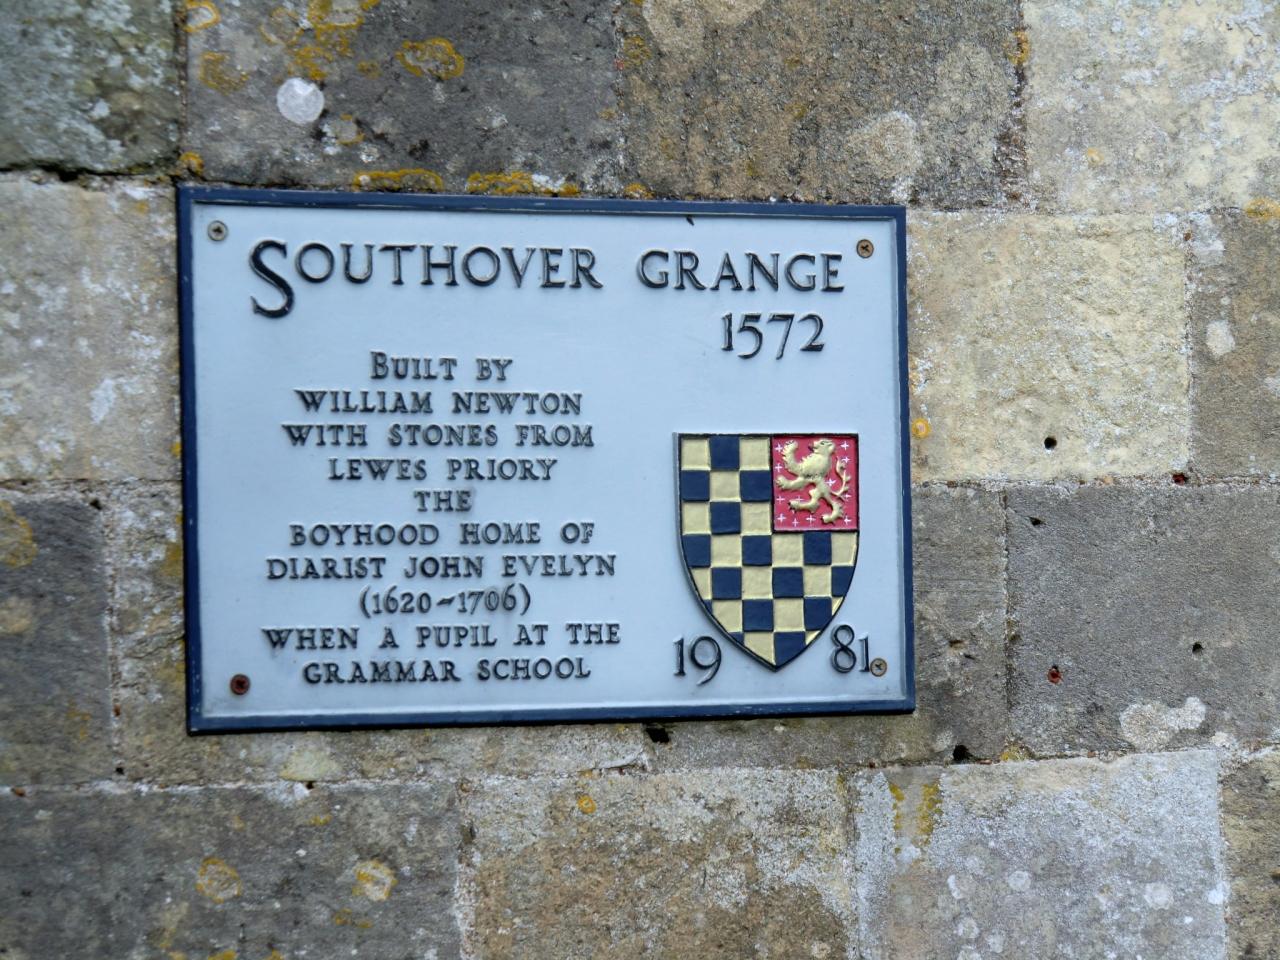 SOUTHOVER GRANGE
1572
BUILT BY
WILLIAM NEWTON
WITH STONES FROM
LEWES PRIORY
THE
BOYHOOD HOME OF
DIARIST JOHN EVELYN
(1620-1706)
WHEN A PUPIL AT THE
GRAMMAR SCHOOL
19 81